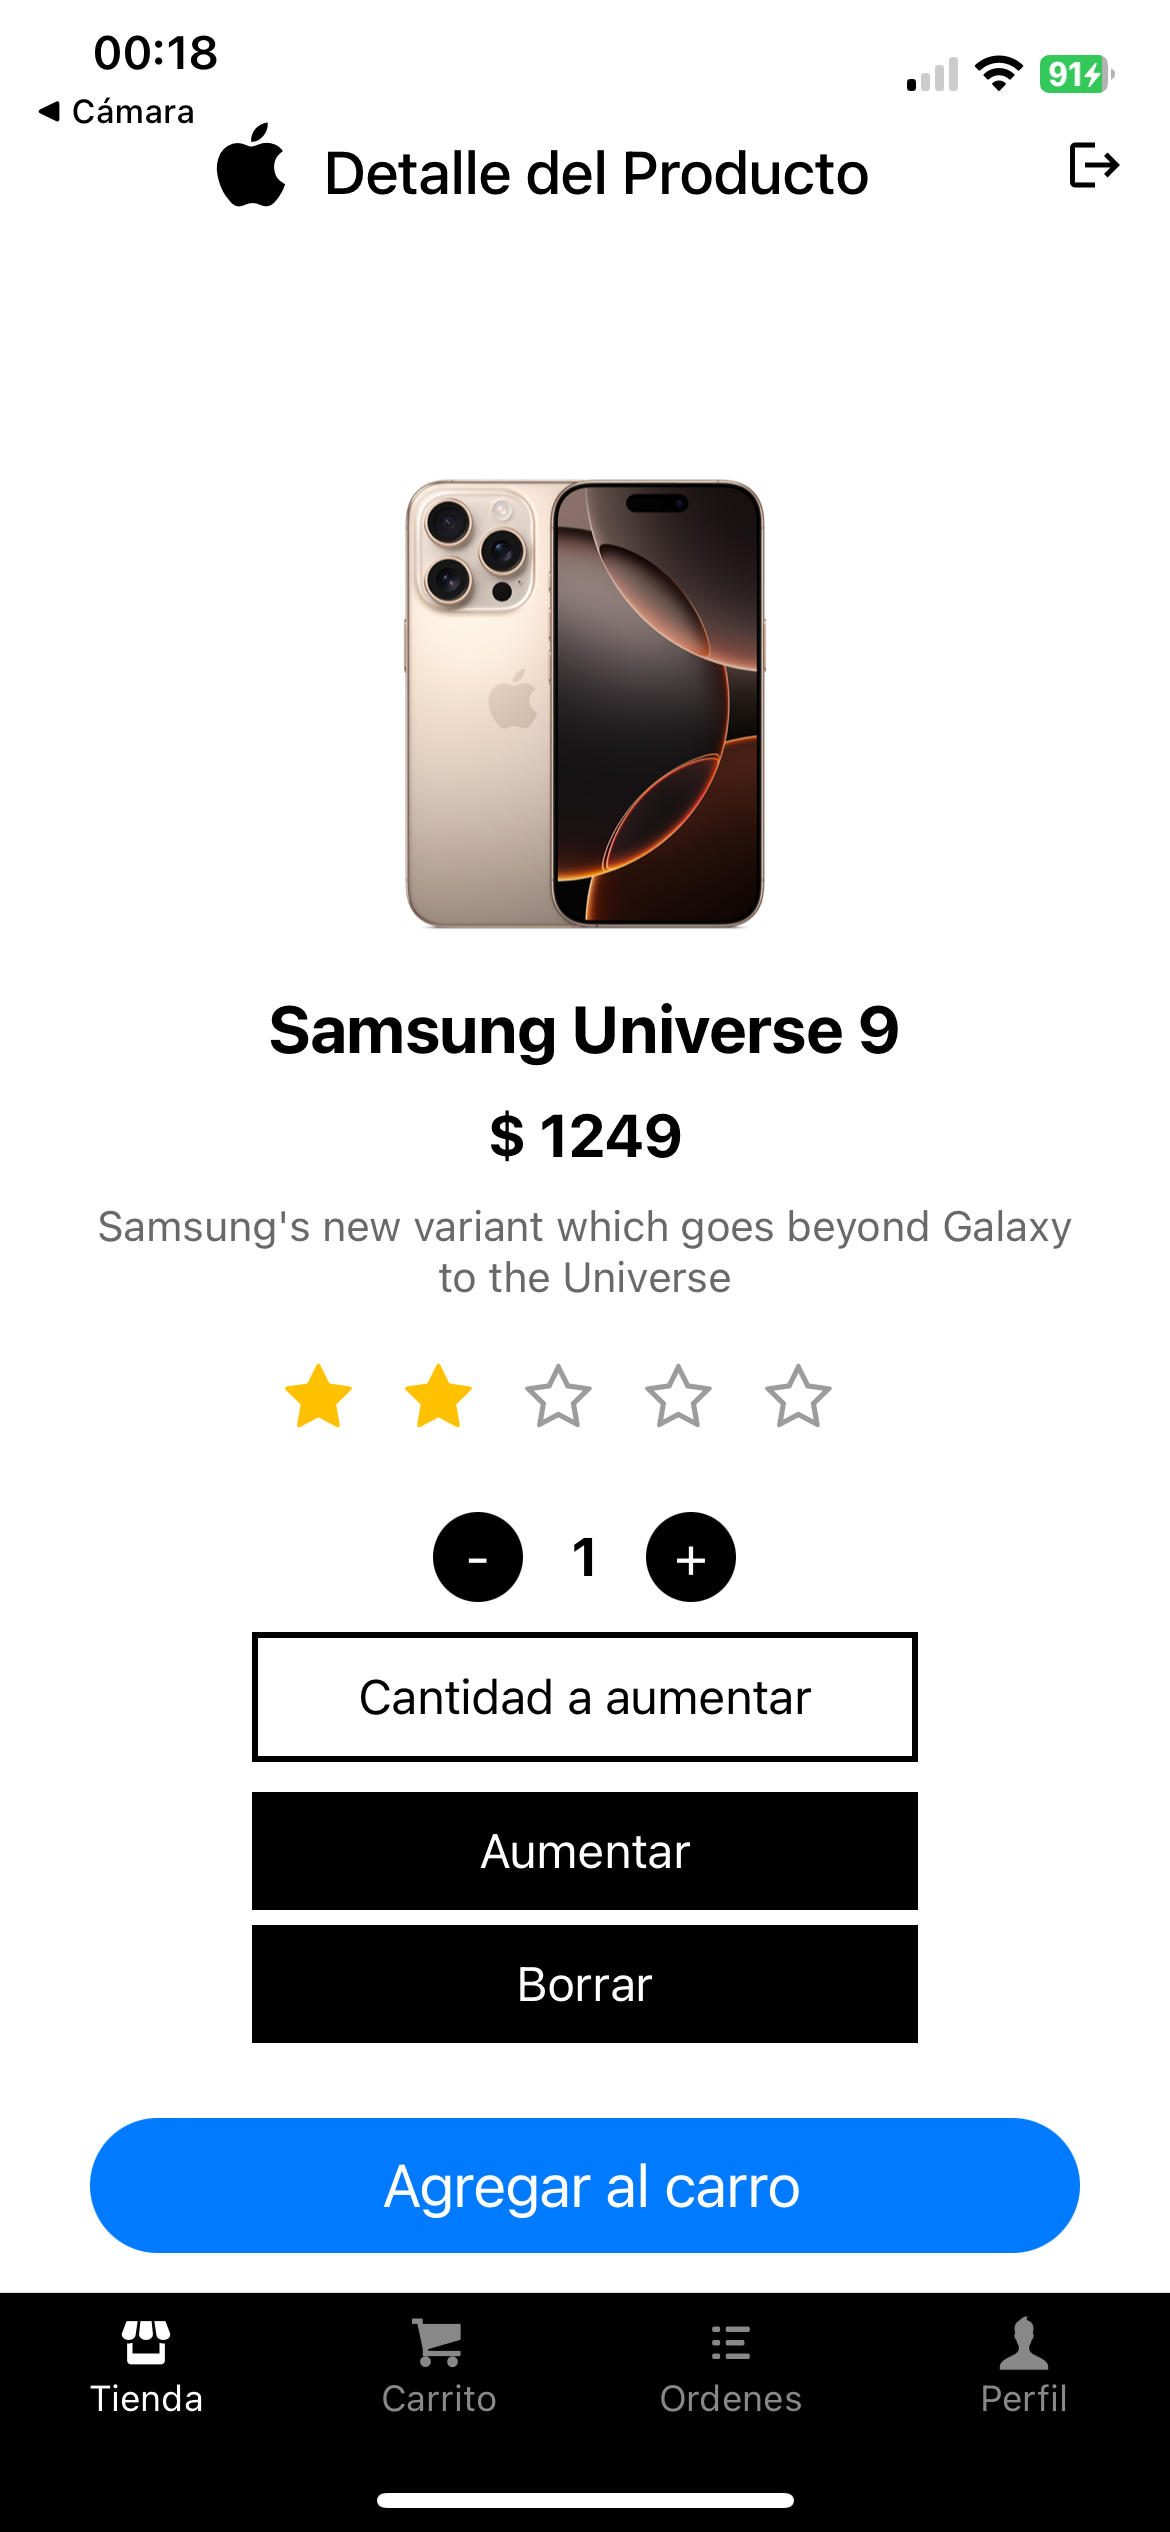 00:18
91
◀ Cámara
Detalle del Producto
Samsung Universe 9
$ 1249
Samsung's new variant which goes beyond Galaxy
to the Universe
- 1 +
Cantidad a aumentar
Aumentar
Borrar
Agregar al carro
Tienda Carrito Ordenes Perfil